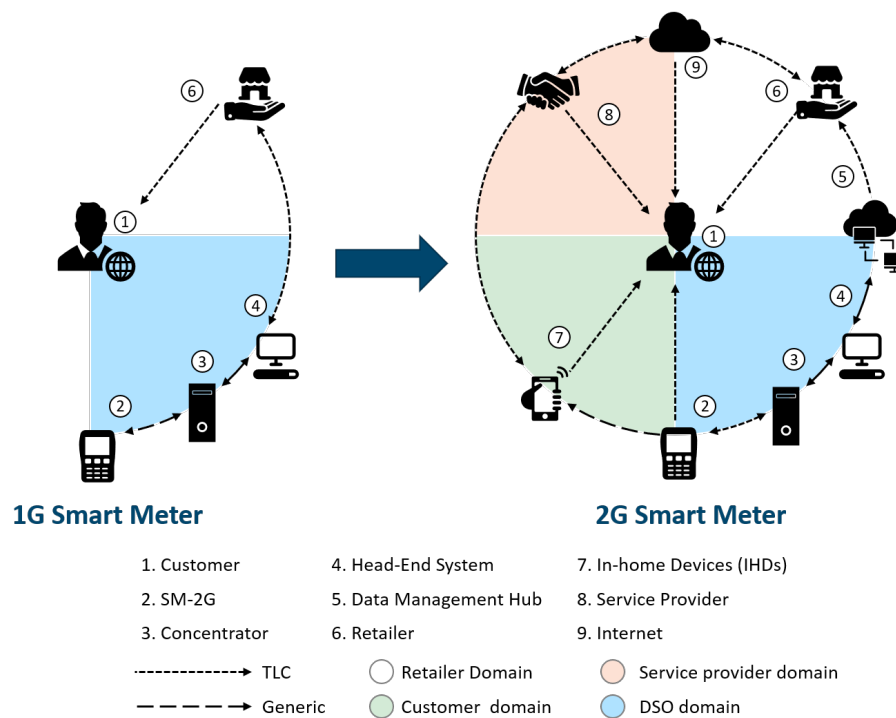 6
1
4
3
2
9
8
6
5
1
4
7
3
2
1G Smart Meter
2G Smart Meter
1. Customer
4. Head-End System
7. In-home Devices (IHDs)
2. SM-2G
5. Data Management Hub
8. Service Provider
3. Concentrator
6. Retailer
9. Internet
TLC
Retailer Domain
Service provider domain
Generic
Customer domain
DSO domain